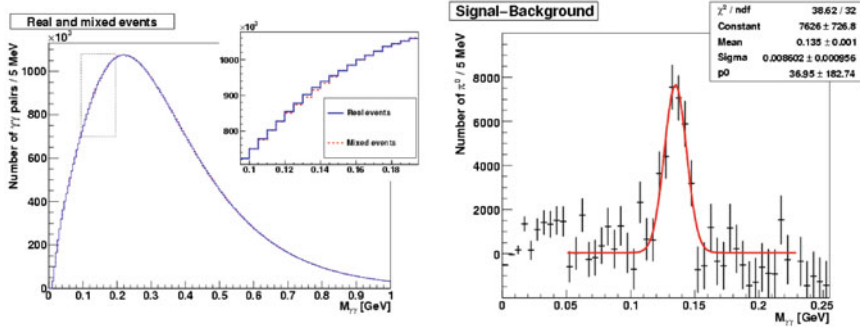 Real and mixed events
×10³
Number of γγ pairs / 5 MeV
1000
800
600
400
200
0
0 0.1 0.2 0.3 0.4 0.5 0.6 0.7 0.8 0.9 1
M_γγ [GeV]
×10³
1000
900
800
0.1 0.12 0.14 0.16 0.18
Real events
Mixed events
Signal-Background
χ² / ndf 38.62 / 32
Constant 7626 ± 726.8
Mean 0.135 ± 0.001
Sigma 0.008602 ± 0.000956
p0 36.95 ± 182.74
Number of π⁰ / 5 MeV
8000
6000
4000
2000
0
-2000
0 0.05 0.1 0.15 0.2 0.25
M_γγ [GeV]